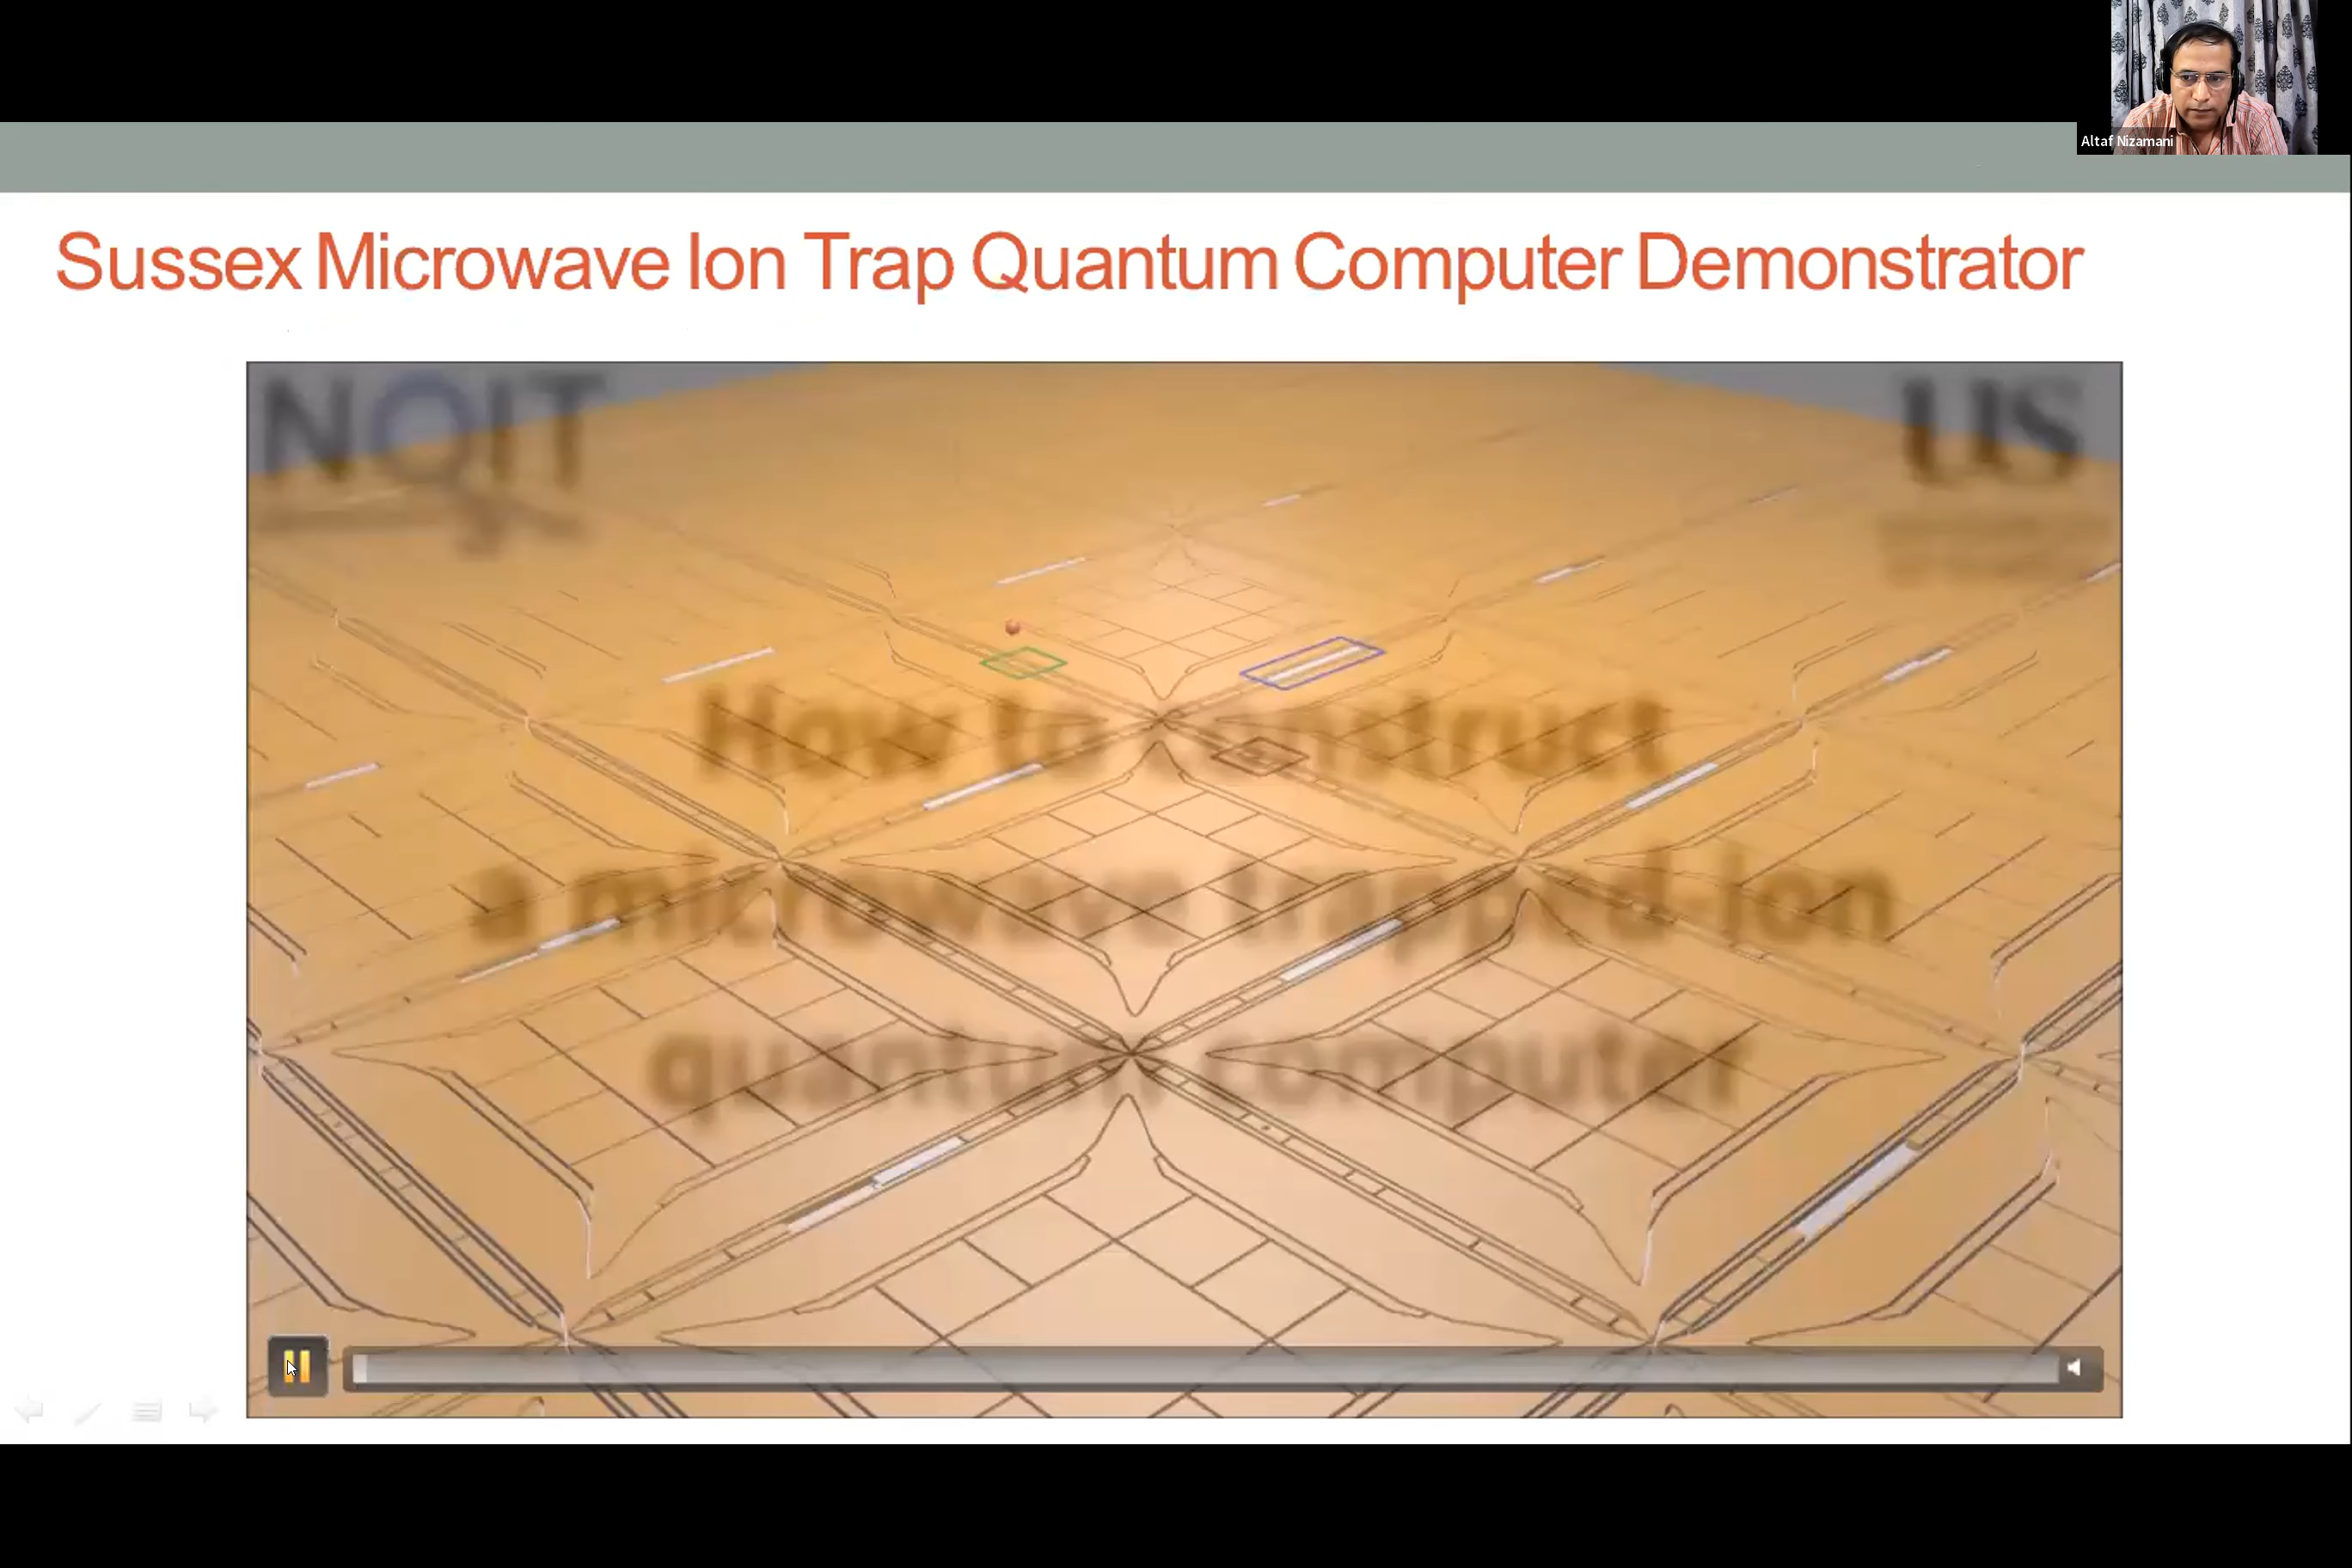 Altaf Nizamani
Sussex Microwave Ion Trap Quantum Computer Demonstrator
NQIT
US
How to construct
a microwave trapped-ion
quantum computer